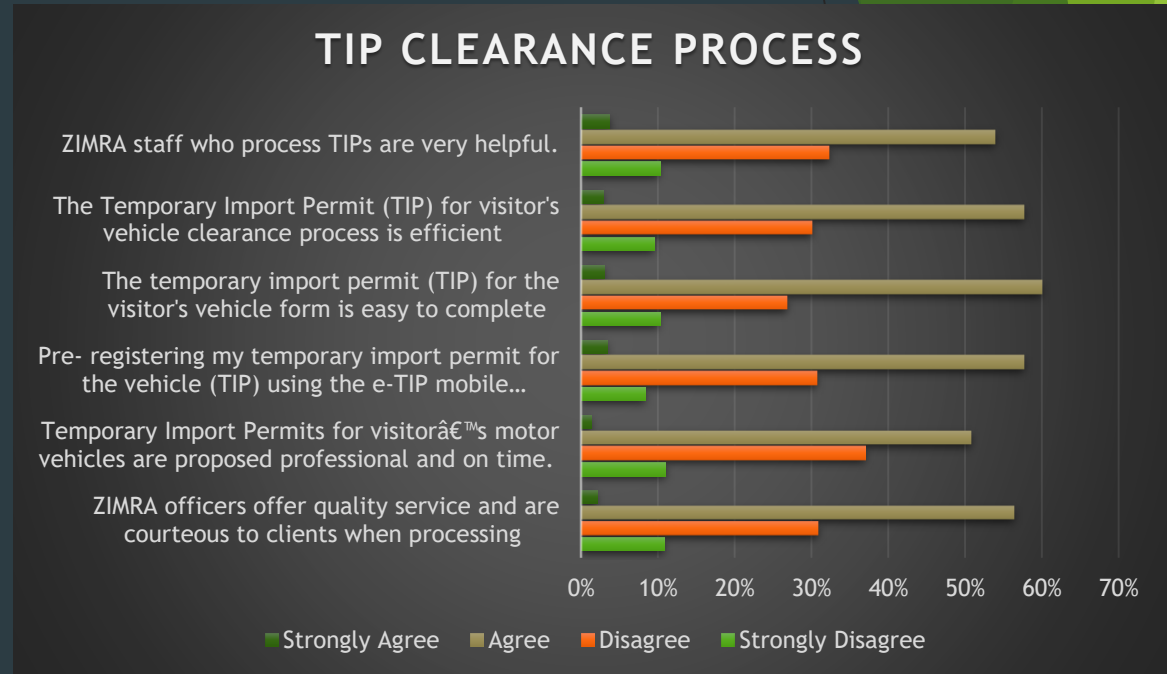 TIP CLEARANCE PROCESS
ZIMRA staff who process TIPs are very helpful.
The Temporary Import Permit (TIP) for visitor's
vehicle clearance process is efficient
The temporary import permit (TIP) for the
visitor's vehicle form is easy to complete
Pre- registering my temporary import permit for
the vehicle (TIP) using the e-TIP mobile…
Temporary Import Permits for visitorâ€™s motor
vehicles are proposed professional and on time.
ZIMRA officers offer quality service and are
courteous to clients when processing
0% 10% 20% 30% 40% 50% 60% 70%
Strongly Agree Agree Disagree Strongly Disagree